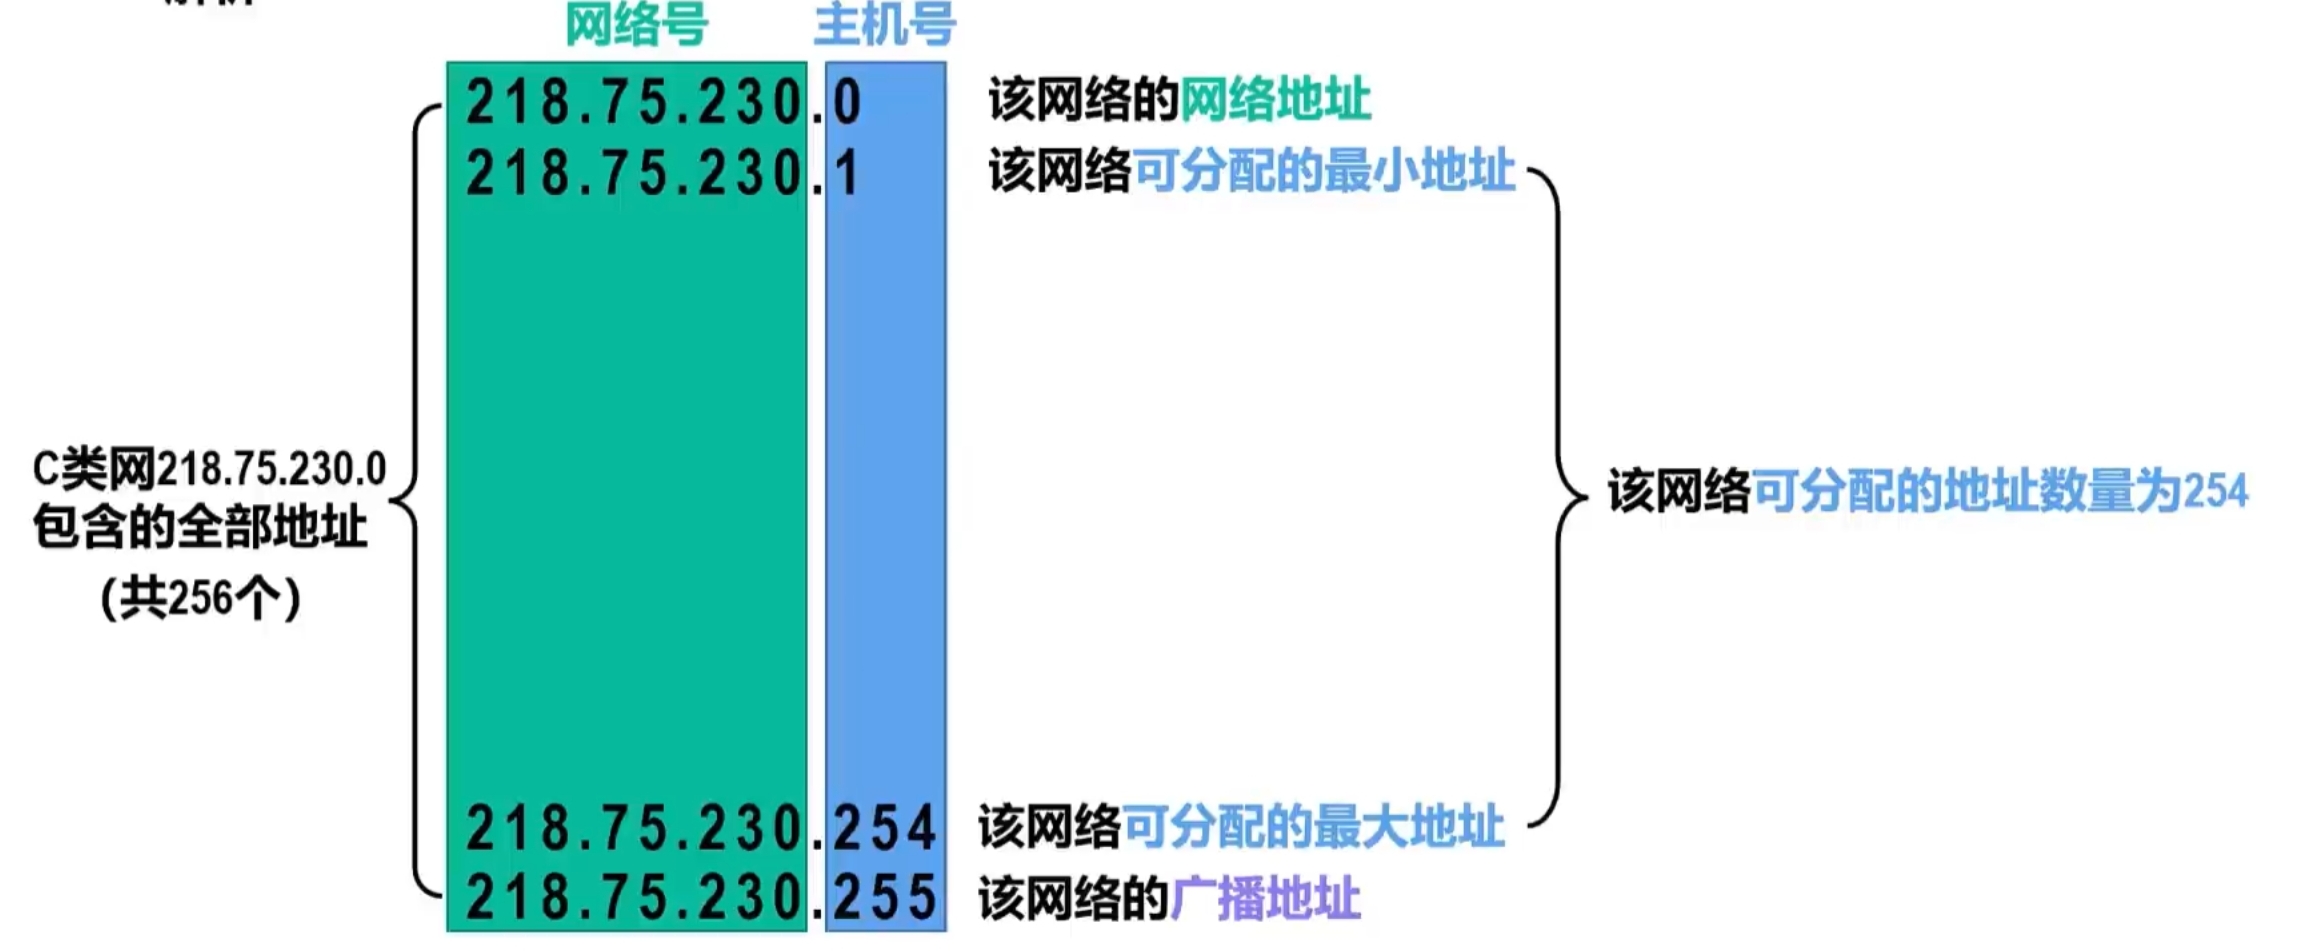 网络号 主机号
218.75.230.0 该网络的网络地址
218.75.230.1 该网络可分配的最小地址
C类网218.75.230.0
包含的全部地址
（共256个）
该网络可分配的地址数量为254
218.75.230.254 该网络可分配的最大地址
218.75.230.255 该网络的广播地址